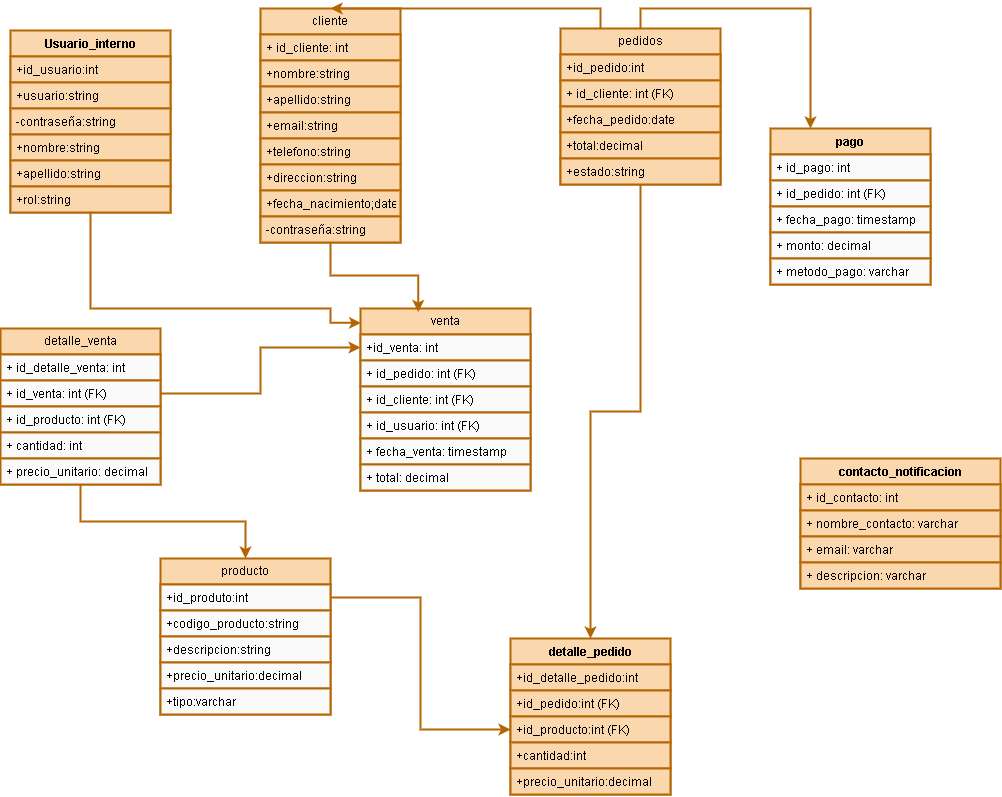 Usuario_interno
+id_usuario:int
+usuario:string
-contraseña:string
+nombre:string
+apellido:string
+rol:string
cliente
+ id_cliente: int
+nombre:string
+apellido:string
+email:string
+telefono:string
+direccion:string
+fecha_nacimiento;date
-contraseña:string
pedidos
+id_pedido:int
+ id_cliente: int (FK)
+fecha_pedido:date
+total:decimal
+estado:string
pago
+ id_pago: int
+ id_pedido: int (FK)
+ fecha_pago: timestamp
+ monto: decimal
+ metodo_pago: varchar
detalle_venta
+ id_detalle_venta: int
+ id_venta: int (FK)
+ id_producto: int (FK)
+ cantidad: int
+ precio_unitario: decimal
venta
+id_venta: int
+ id_pedido: int (FK)
+ id_cliente: int (FK)
+ id_usuario: int (FK)
+ fecha_venta: timestamp
+ total: decimal
contacto_notificacion
+ id_contacto: int
+ nombre_contacto: varchar
+ email: varchar
+ descripcion: varchar
producto
+id_produto:int
+codigo_producto:string
+descripcion:string
+precio_unitario:decimal
+tipo:varchar
detalle_pedido
+id_detalle_pedido:int
+id_pedido:int (FK)
+id_producto:int (FK)
+cantidad:int
+precio_unitario:decimal